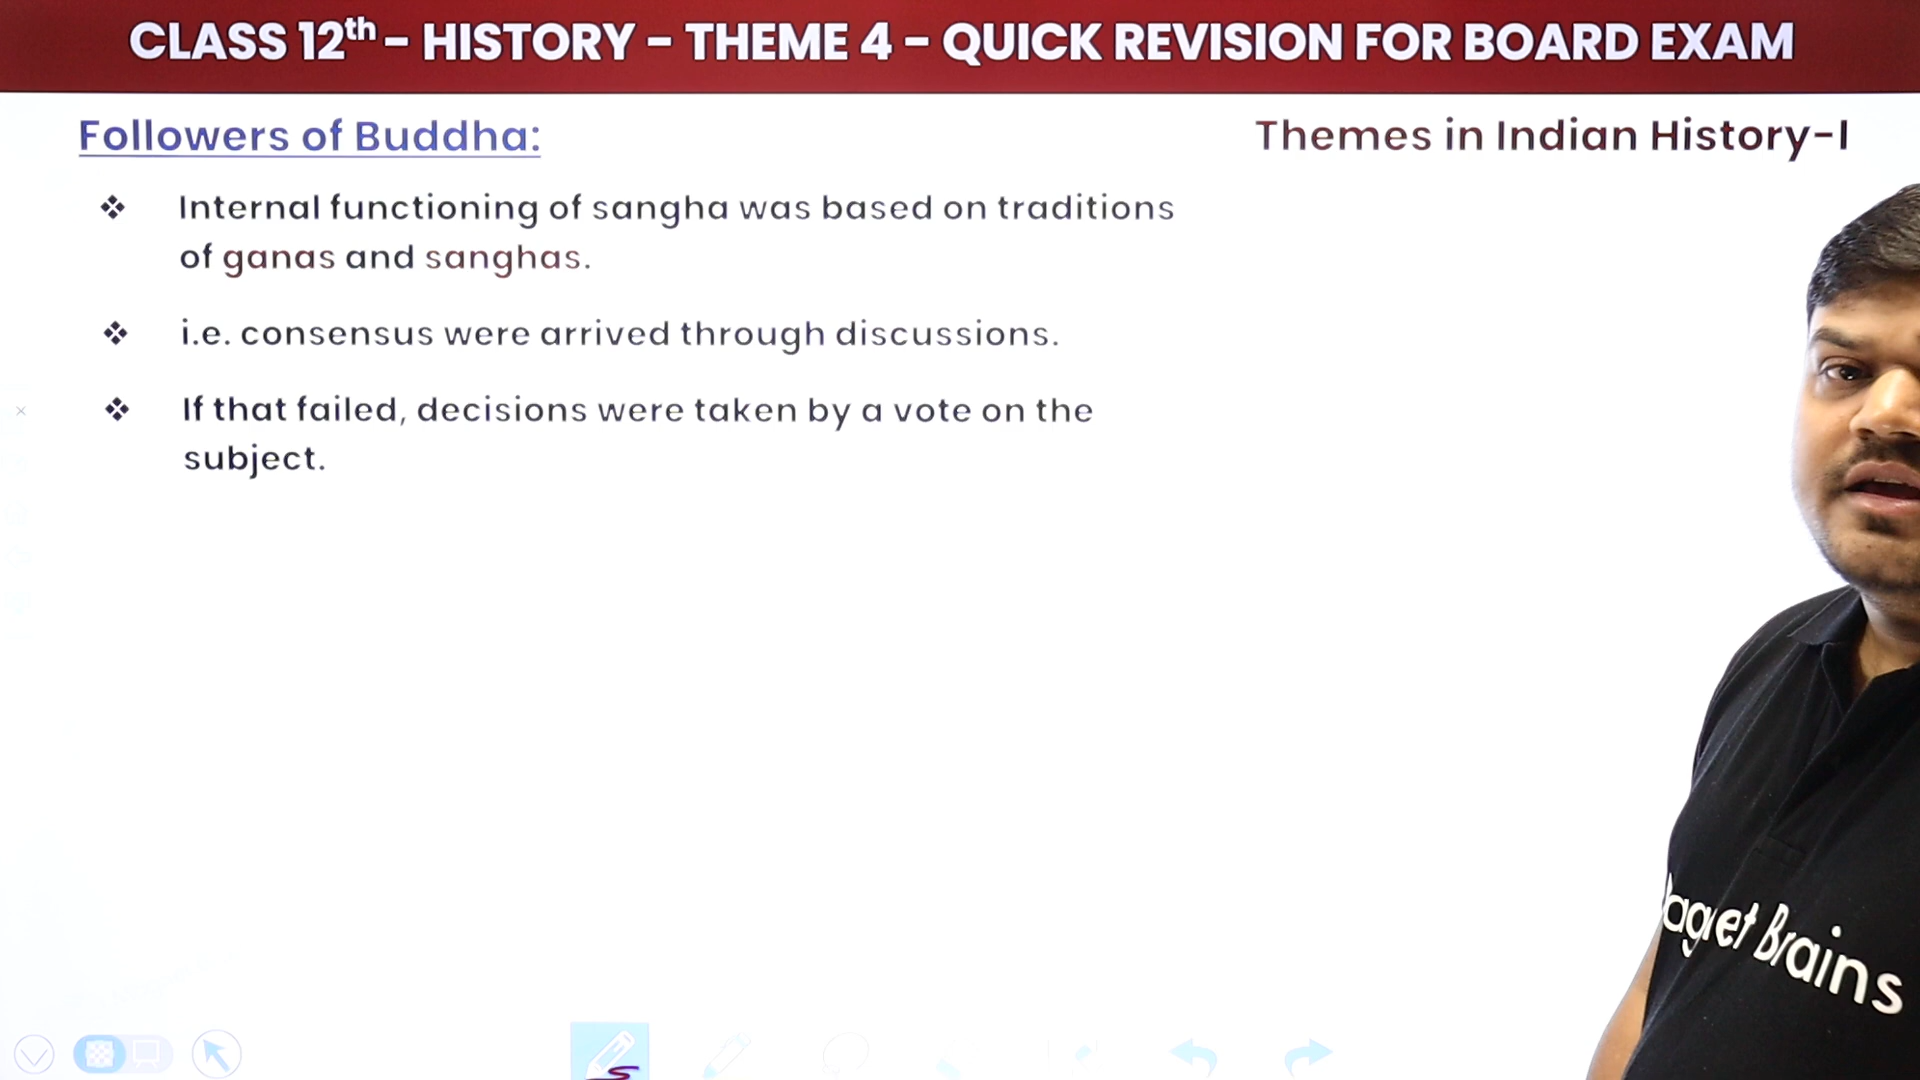 CLASS 12th - HISTORY - THEME 4 - QUICK REVISION FOR BOARD EXAM
Followers of Buddha:
Themes in Indian History-I
❖ Internal functioning of sangha was based on traditions
of ganas and sanghas.
❖ i.e. consensus were arrived through discussions.
❖ If that failed, decisions were taken by a vote on the
subject.
agnet Brains